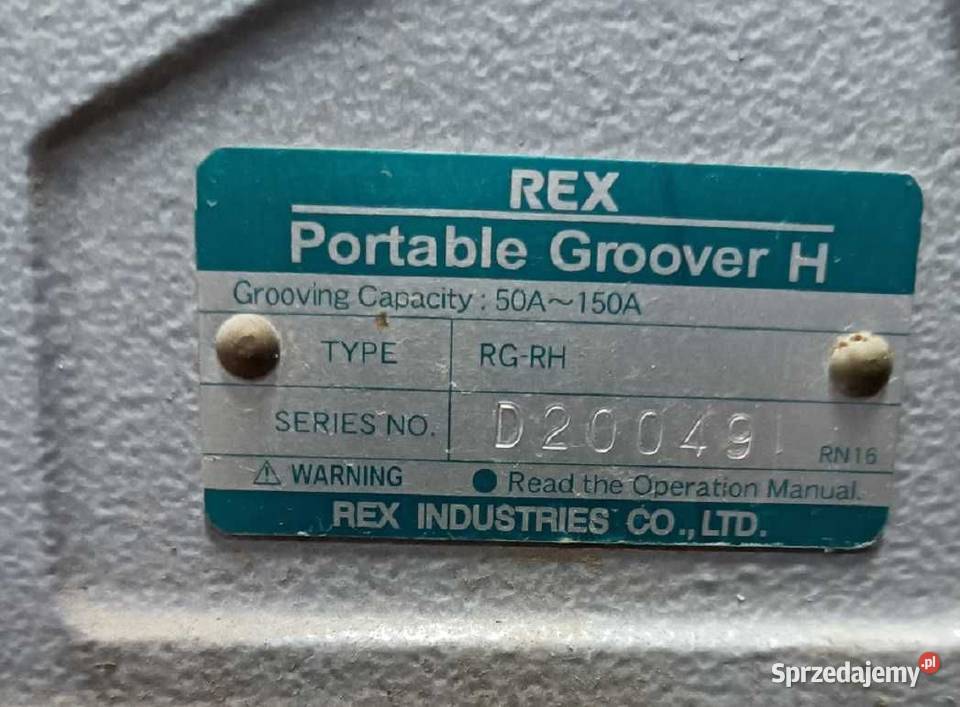 REX
Portable Groover H
Grooving Capacity : 50A~150A
TYPE RG-RH
SERIES NO. D200491
RN16
⚠ WARNING ● Read the Operation Manual.
REX INDUSTRIES CO.,LTD.
Sprzedajemy.pl